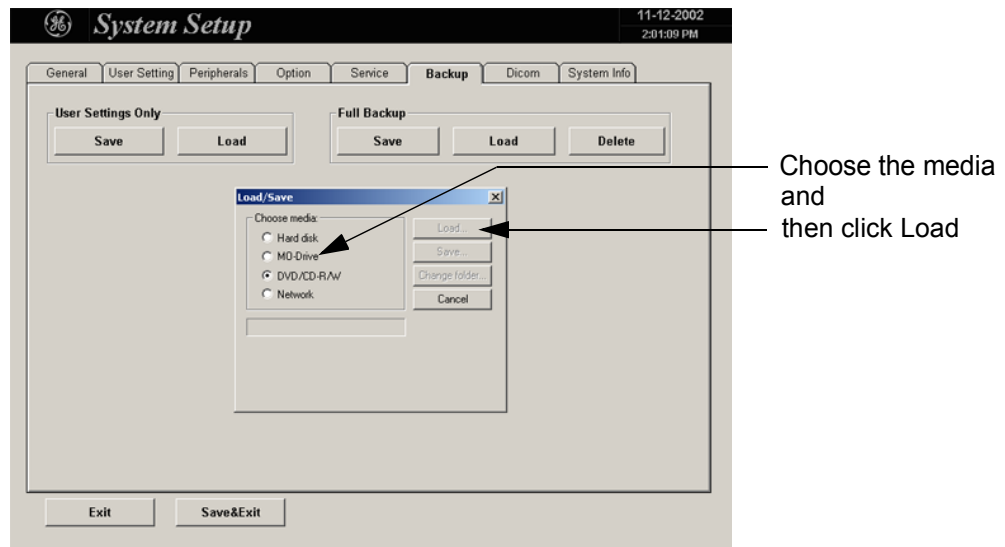 System Setup
11-12-2002
2:01:09 PM
General User Setting Peripherals Option Service Backup Dicom System Info
User Settings Only
Save Load
Full Backup
Save Load Delete
Load/Save
Choose media:
Hard disk
MO-Drive
DVD/CD-R/W
Network
Load...
Save...
Change folder...
Cancel
Choose the media
and
then click Load
Exit Save&Exit